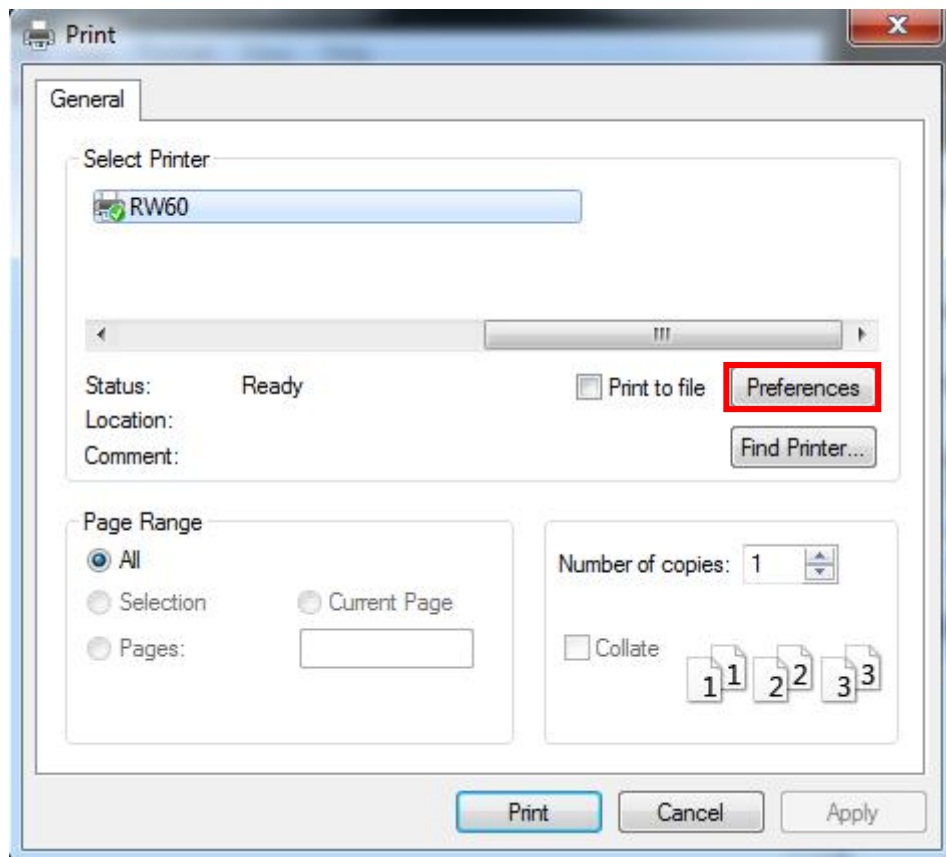 Print
General
Select Printer
RW60
Status: Ready
Print to file
Preferences
Location:
Comment:
Find Printer...
Page Range
All
Selection
Current Page
Pages:
Number of copies: 1
Collate
1 1 2 2 3 3
Print
Cancel
Apply